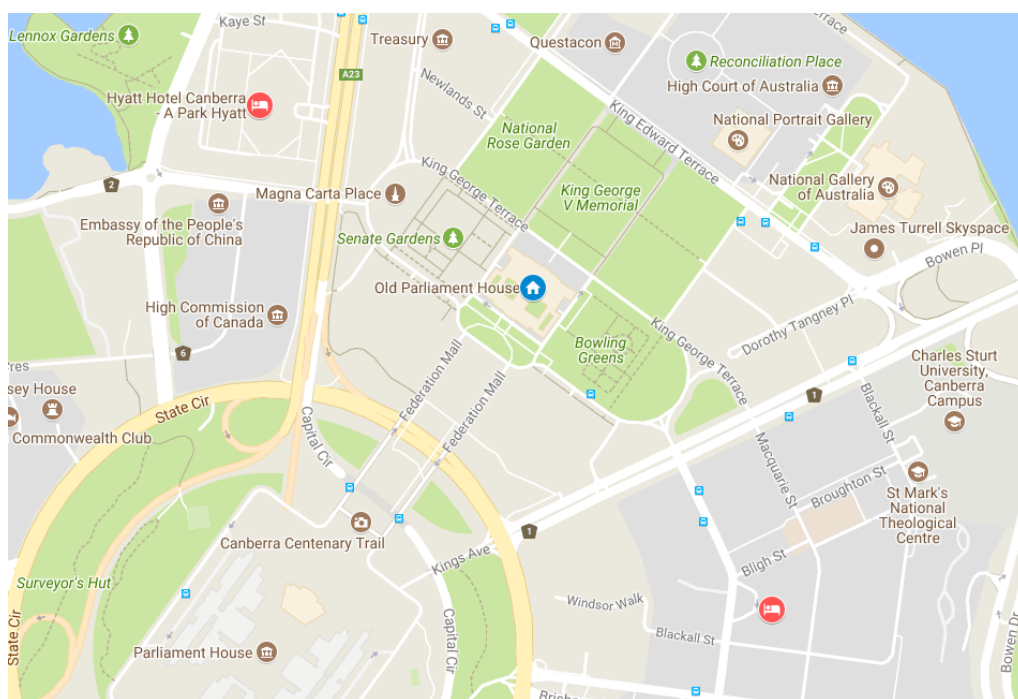 Kaye St
Lennox Gardens
Treasury
Questacon
Terrace
A23
Reconciliation Place
High Court of Australia
Hyatt Hotel Canberra
- A Park Hyatt
Newlands St
King Edward Terrace
National Portrait Gallery
National
Rose Garden
2
King George Terrace
Magna Carta Place
King George
V Memorial
National Gallery
of Australia
Embassy of the People's
Republic of China
Senate Gardens
James Turrell Skyspace
Bowen Pl
Old Parliament House
High Commission
of Canada
Dorothy Tangney Pl
King George Terrace
Bowling
Greens
6
cres
sey House
Federation Mall
Federation Mall
Charles Sturt
University,
Canberra
Campus
1
Blackall St
State Cir
Commonwealth Club
Capital Cir
Macquarie St
Broughton St
St Mark's
National
Theological
Centre
Canberra Centenary Trail
1
Kings Ave
Bligh St
Surveyor's Hut
Windsor Walk
State Cir
Capital Cir
Blackall St
Parliament House
Bowen Dr
Brisb